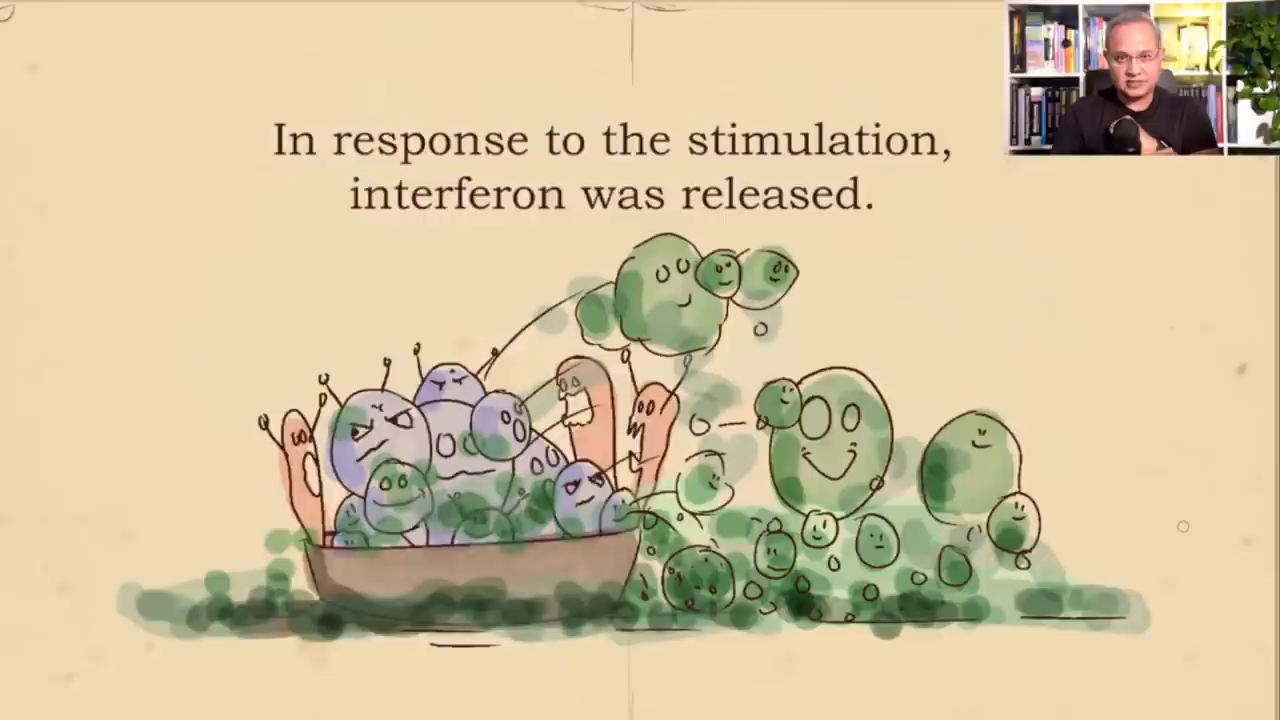 In response to the stimulation,
interferon was released.